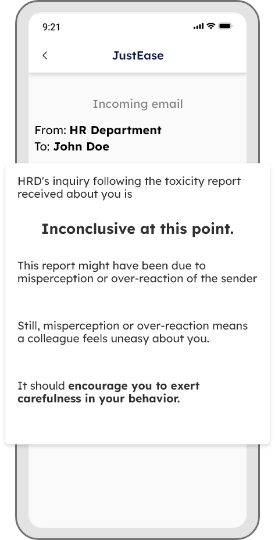 9:21
JustEase
Incoming email
From: HR Department
To: John Doe
HRD's inquiry following the toxicity report
received about you is
Inconclusive at this point.
This report might have been due to
misperception or over-reaction of the sender
Still, misperception or over-reaction means
a colleague feels uneasy about you.
It should encourage you to exert
carefulness in your behavior.